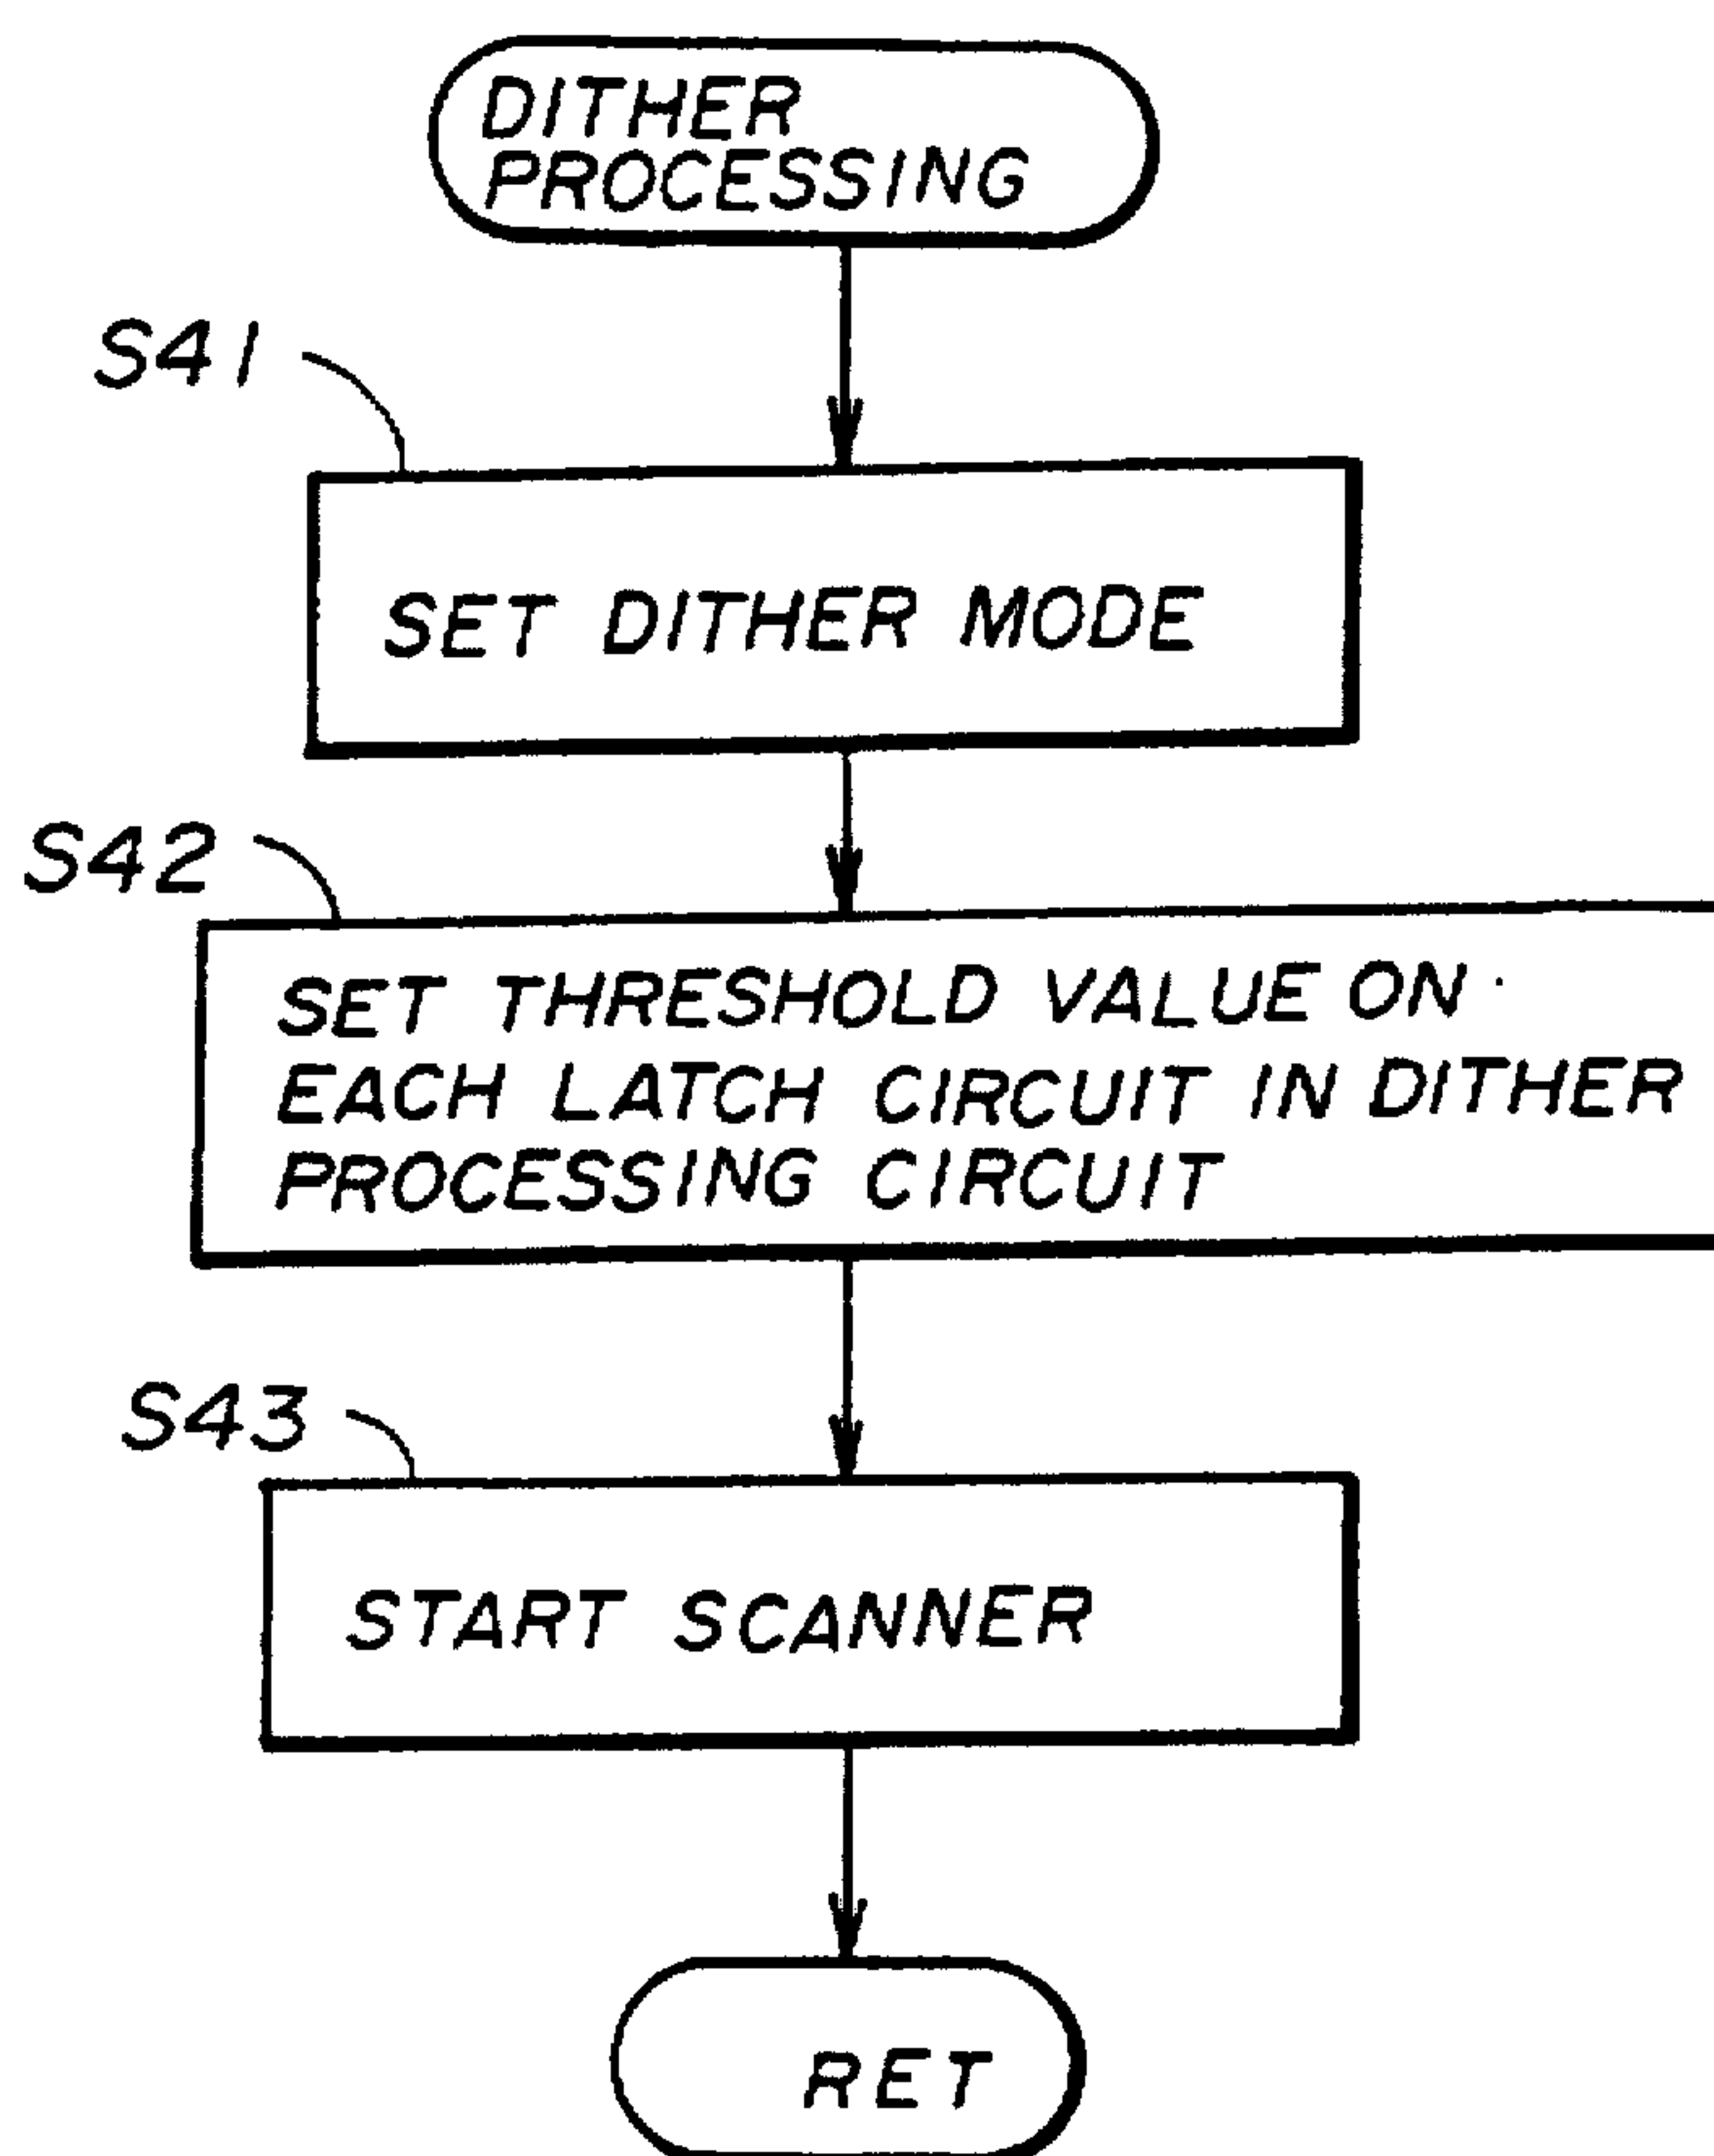 DITHER
PROCESSING
S41
SET DITHER MODE
S42
SET THRESHOLD VALUE ON
EACH LATCH CIRCUIT IN DITHER
PROCESSING CIRCUIT
S43
START SCANNER
RET